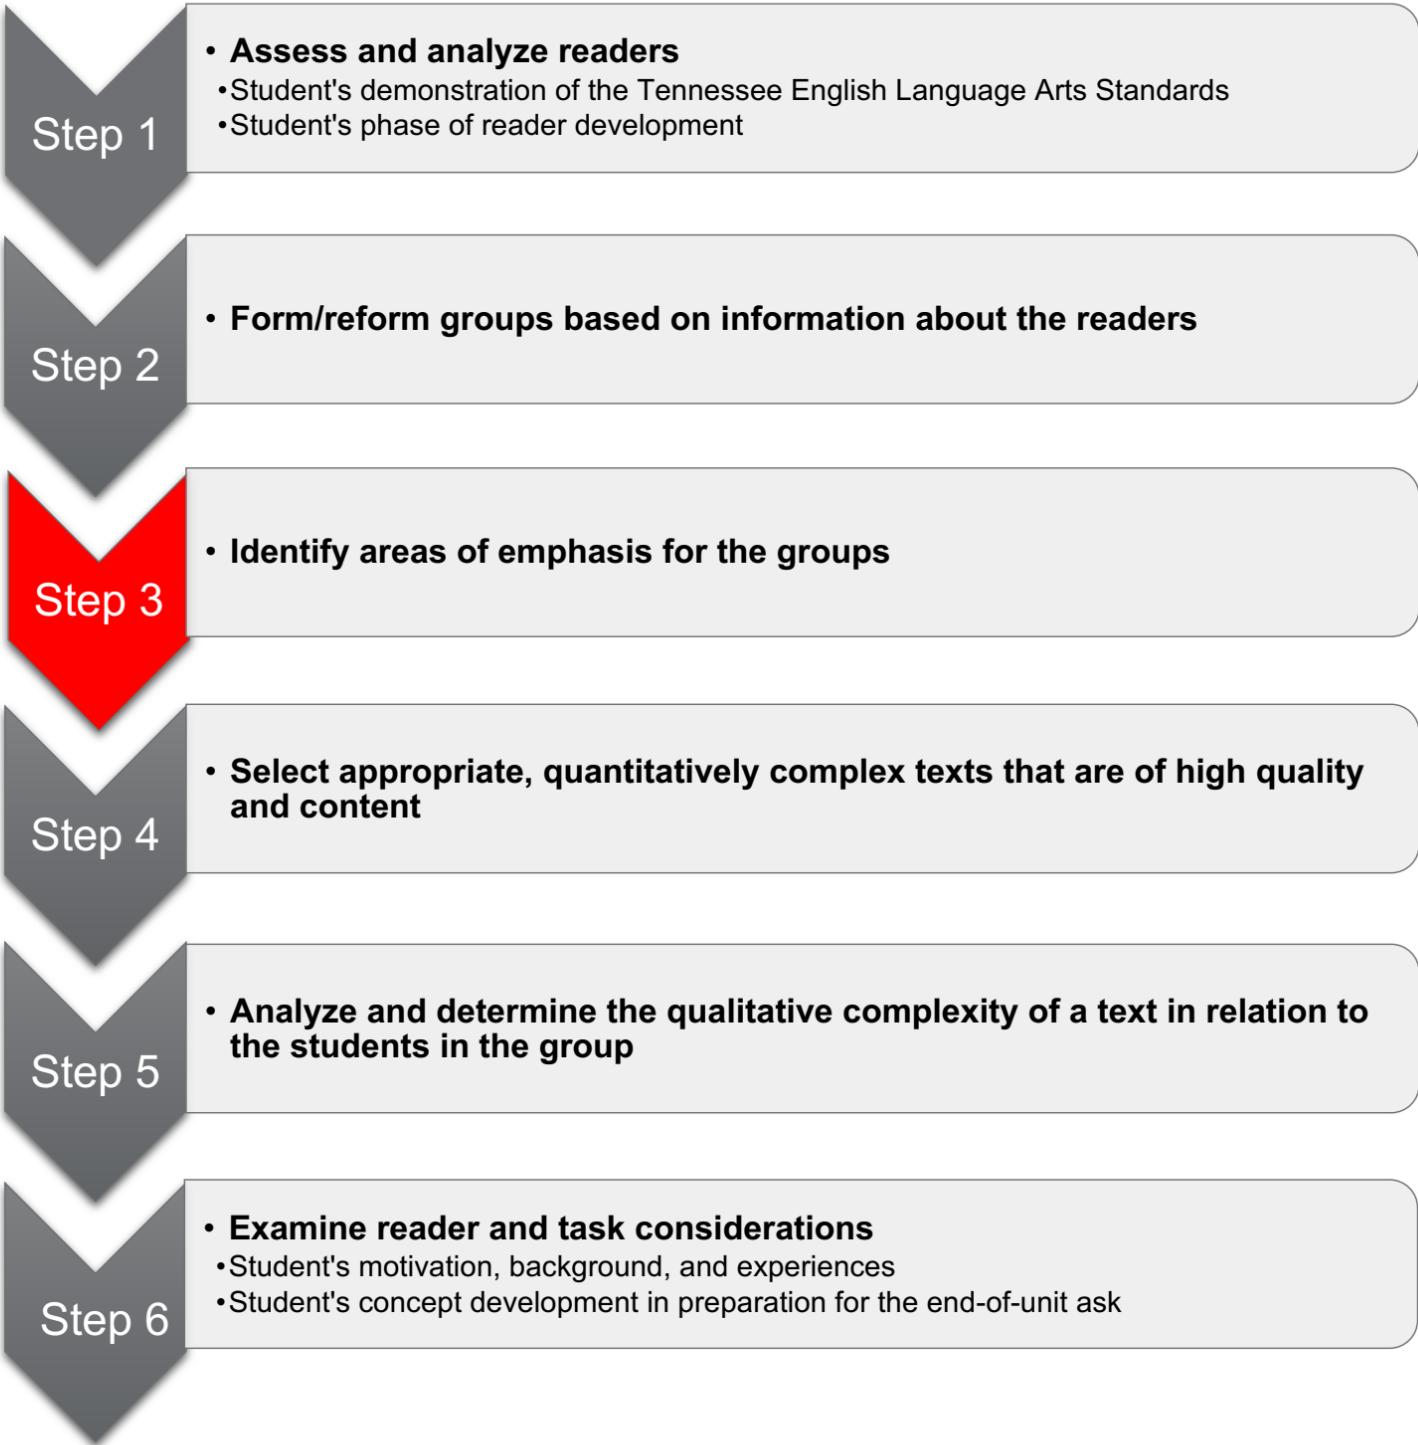 Step 1
• Assess and analyze readers
•Student's demonstration of the Tennessee English Language Arts Standards
•Student's phase of reader development
Step 2
• Form/reform groups based on information about the readers
Step 3
• Identify areas of emphasis for the groups
Step 4
• Select appropriate, quantitatively complex texts that are of high quality
and content
Step 5
• Analyze and determine the qualitative complexity of a text in relation to
the students in the group
Step 6
• Examine reader and task considerations
•Student's motivation, background, and experiences
•Student's concept development in preparation for the end-of-unit ask